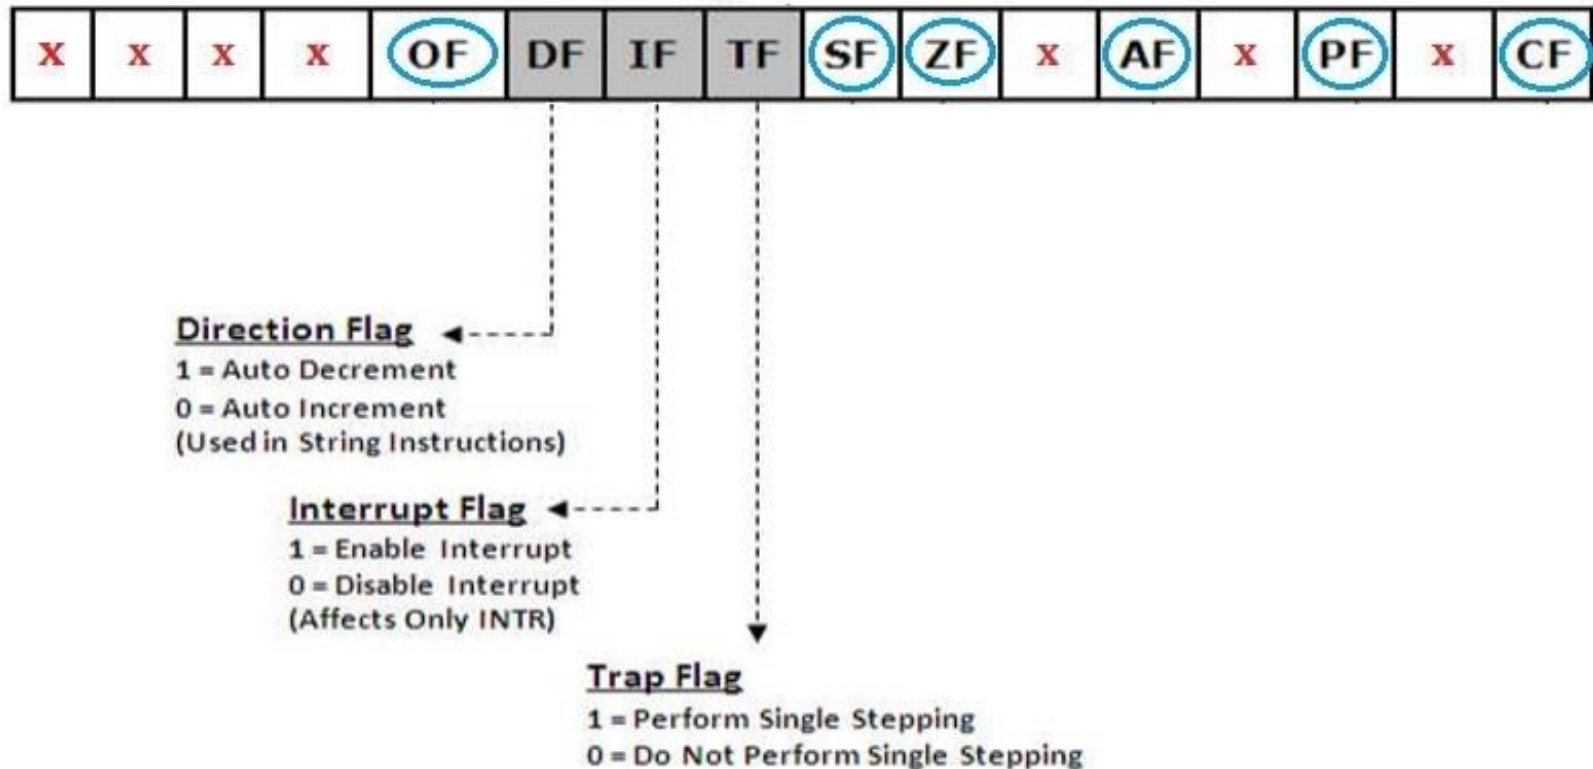 x x x x OF DF IF TF SF ZF x AF x PF x CF
Direction Flag
1 = Auto Decrement
0 = Auto Increment
(Used in String Instructions)
Interrupt Flag
1 = Enable Interrupt
0 = Disable Interrupt
(Affects Only INTR)
Trap Flag
1 = Perform Single Stepping
0 = Do Not Perform Single Stepping